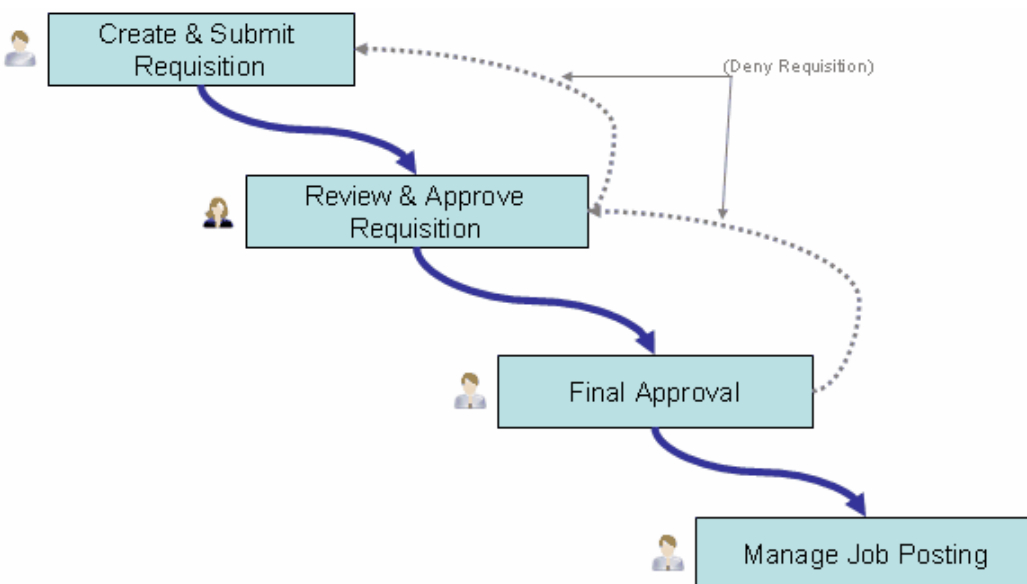 Create & Submit
Requisition
(Deny Requisition)
Review & Approve
Requisition
Final Approval
Manage Job Posting